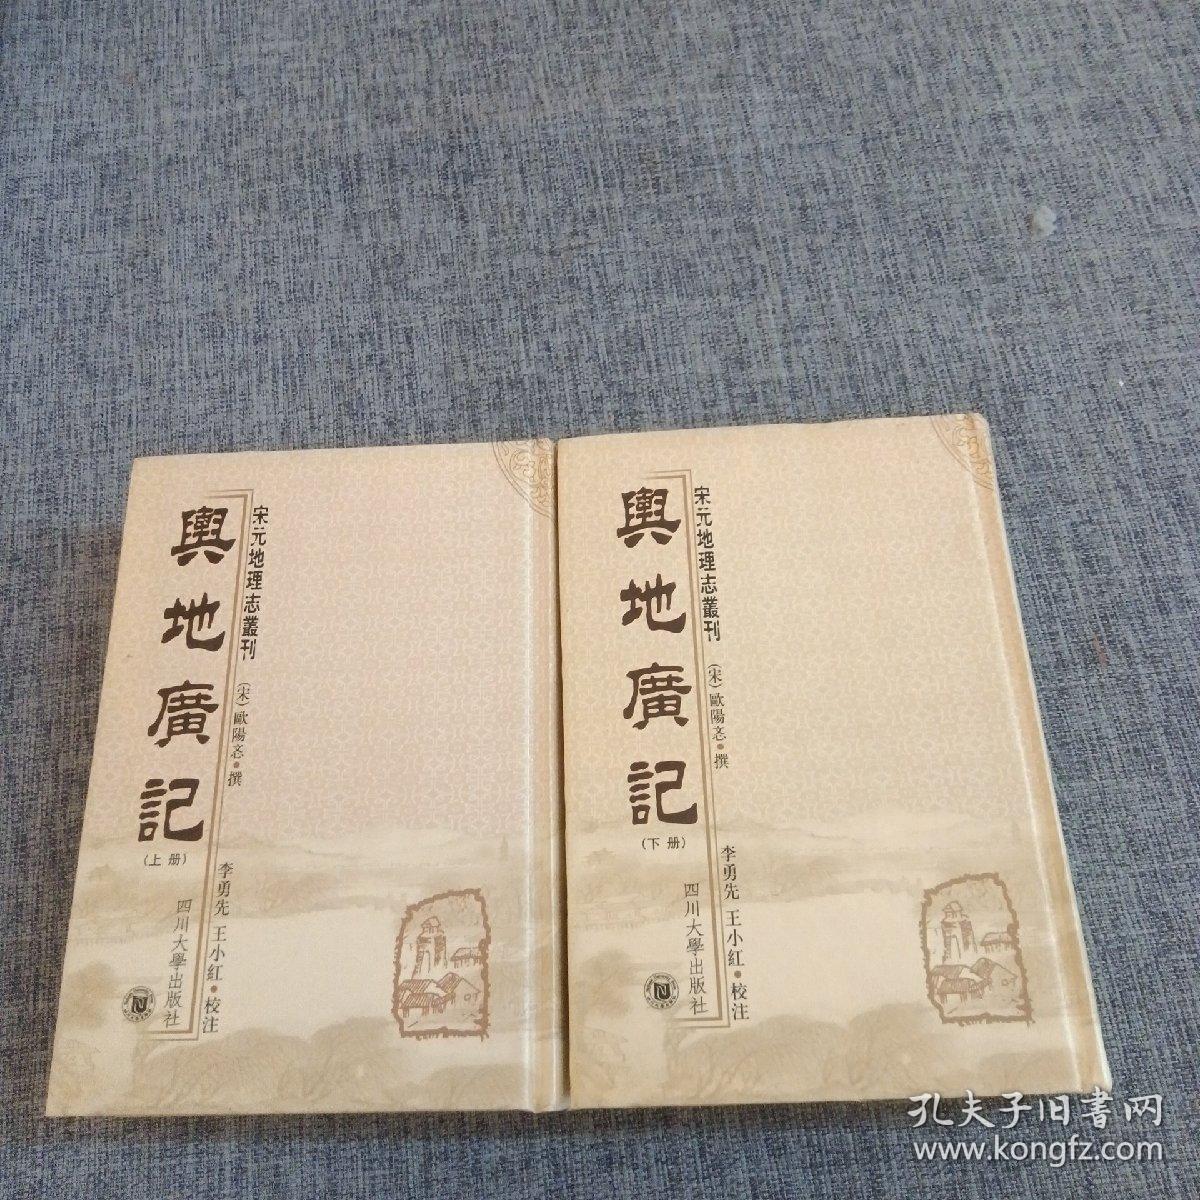 宋元地理志叢刊
輿地廣記
(上册)
(宋)歐陽忞·撰
李勇先 王小紅·校注
四川大學出版社
宋元地理志叢刊
輿地廣記
(下册)
(宋)歐陽忞·撰
李勇先 王小紅·校注
四川大學出版社
孔夫子旧書网
www.kongfz.com